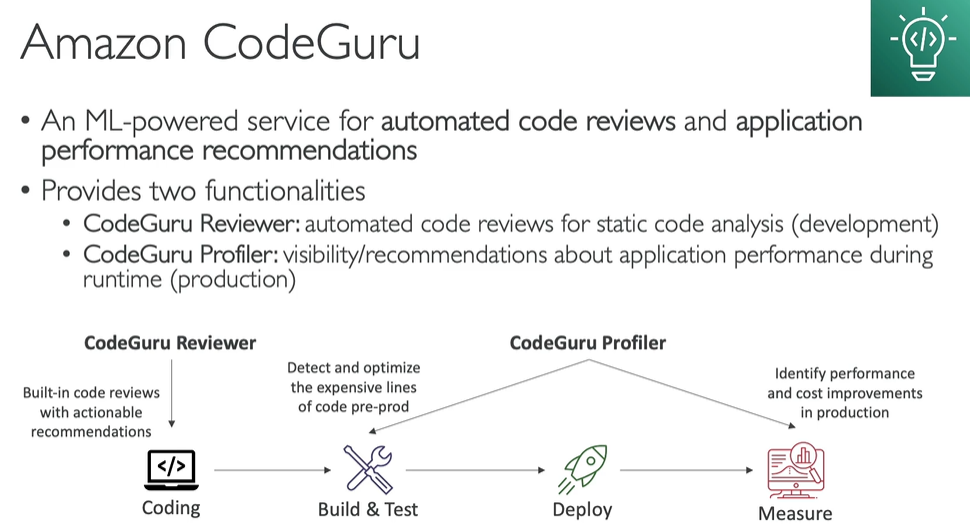 Amazon CodeGuru
</>
• An ML-powered service for automated code reviews and application
performance recommendations
• Provides two functionalities
• CodeGuru Reviewer: automated code reviews for static code analysis (development)
• CodeGuru Profiler: visibility/recommendations about application performance during
runtime (production)
CodeGuru Reviewer
CodeGuru Profiler
Built-in code reviews
with actionable
recommendations
Detect and optimize
the expensive lines
of code pre-prod
Identify performance
and cost improvements
in production
</>
Coding
Build & Test
Deploy
Measure